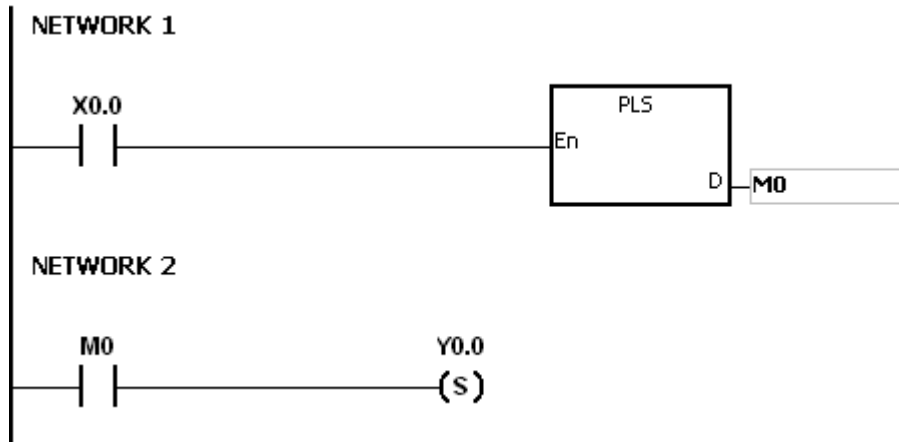 NETWORK 1
X0.0
PLS
En
D
M0
NETWORK 2
M0
Y0.0
(S)